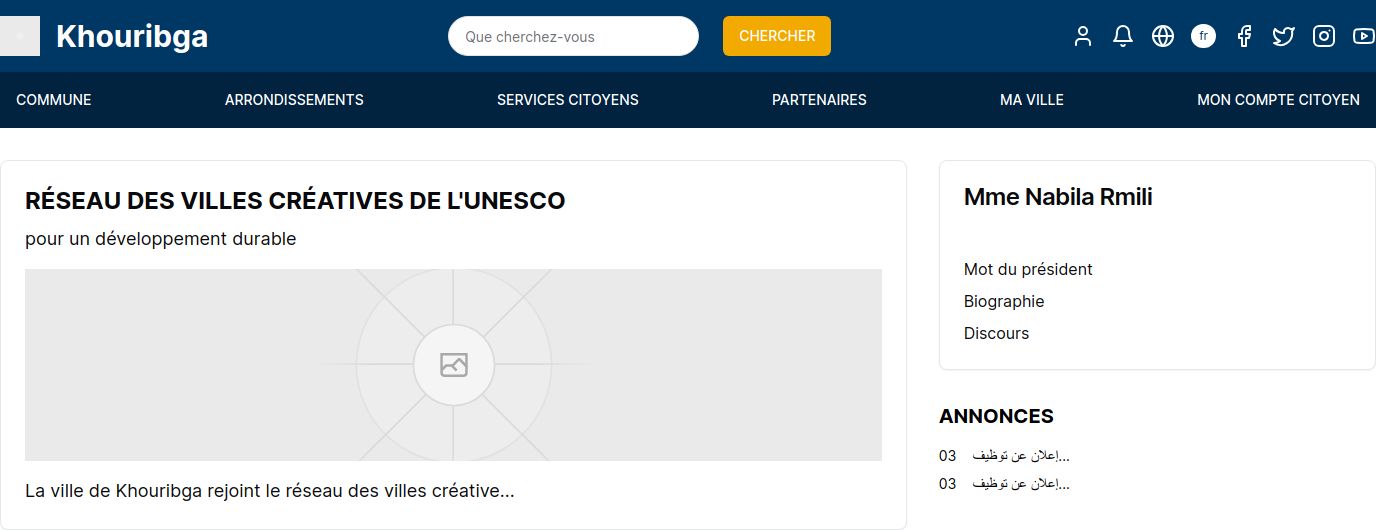 Khouribga
Que cherchez-vous
CHERCHER
fr
COMMUNE
ARRONDISSEMENTS
SERVICES CITOYENS
PARTENAIRES
MA VILLE
MON COMPTE CITOYEN
RÉSEAU DES VILLES CRÉATIVES DE L'UNESCO
pour un développement durable
La ville de Khouribga rejoint le réseau des villes créative...
Mme Nabila Rmili
Mot du président
Biographie
Discours
ANNONCES
03 إعلان عن توظيف...
03 إعلان عن توظيف...